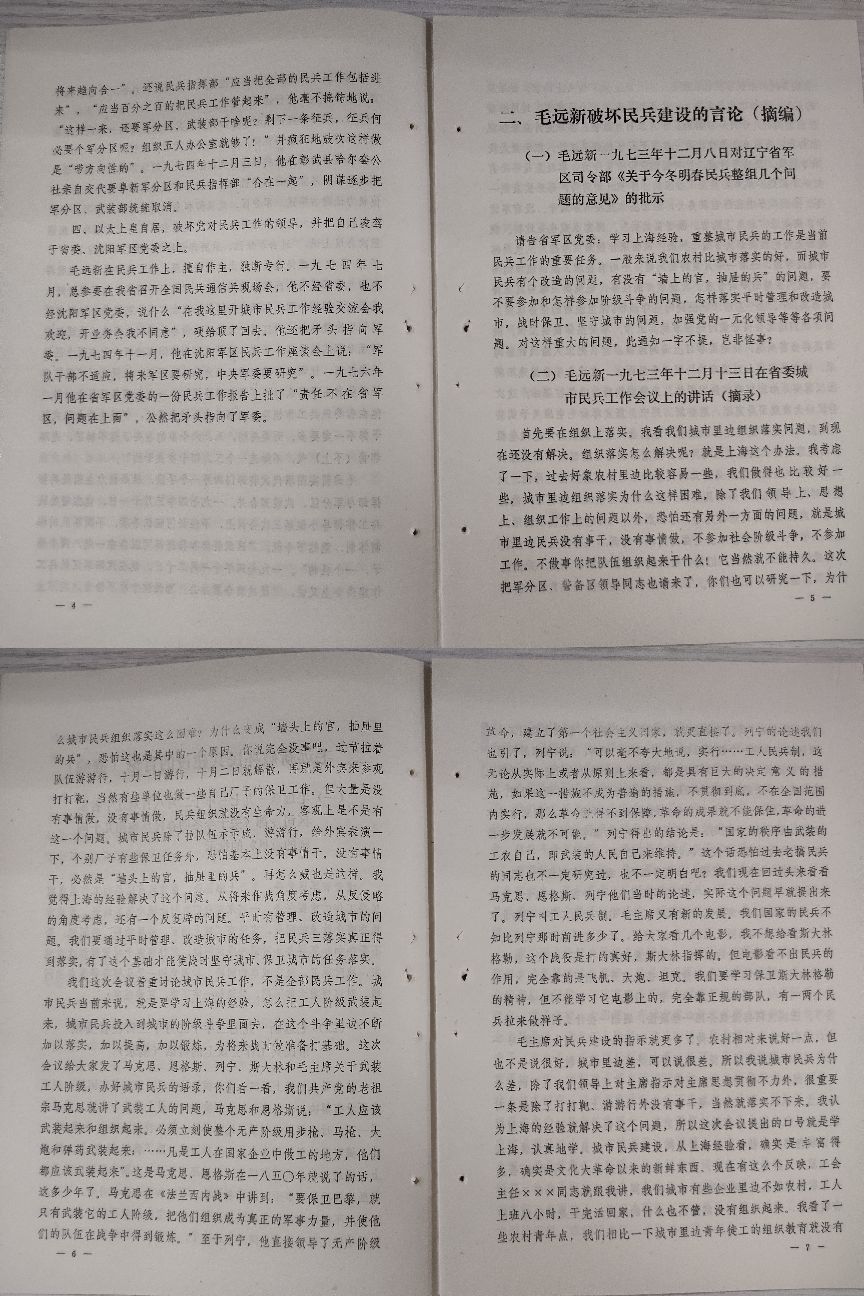 将来趋向合一”。还说民兵指挥部“应当把全部的民兵工作包括进
来”，“应当百分之百的把民兵工作管起来”，他毫不掩饰地说：
“这样一来，还要军分区、武装部干啥呢？剩下一条征兵，征兵何
必要个军分区呢？组织五人办公室就够了！”并疯狂地鼓吹这样做
是“带方向性的”。一九七四年十二月三日，他在彰武县哈尔套公
社亲自交代要阜新军分区和民兵指挥部“合在一起”，阴谋逐步把
军分区、武装部统统取消。
四、以太上皇自居，破坏党对民兵工作的领导，并把自己凌驾
于省委、沈阳军区党委之上。
毛远新在民兵工作上，擅自作主，独断专行。一九七四年七
月，总参要在我省召开全国民兵通信兵现场会，他不经省委，也不
经沈阳军区党委，说什么“在我这里开城市民兵工作经验交流会我
欢迎，开业务会我不同意”，硬给顶了回去。他还把矛头指向军
委。一九七四年十一月，他在沈阳军区民兵工作座谈会上说：“军
队干部不适应，将来军区要研究，中央军委要研究”。一九七六年
一月他在省军区党委的一份民兵工作报告上批了“责任不在省军
区，问题在上面”，公然把矛头指向了军委。
— 4 —
二、毛远新破坏民兵建设的言论（摘编）
（一）毛远新一九七三年十二月八日对辽宁省军
区司令部《关于今冬明春民兵整组几个问
题的意见》的批示
请告省军区党委：学习上海经验，重整城市民兵的工作是当前
民兵工作的重要任务。一般来说我们农村比城市落实的好，而城市
民兵有个改造的问题，有没有“墙上的官，抽屉的兵”的问题，要
不要参加和怎样参加阶级斗争的问题，怎样落实平时管理和改造城
市，战时保卫、坚守城市的问题，加强党的一元化领导等等各项问
题。对这样重大的问题，此通知一字不提，岂非怪事？
（二）毛远新一九七三年十二月十三日在省委城
市民兵工作会议上的讲话（摘录）
首先要在组织上落实。我看我们城市里边组织落实问题，到现
在还没有解决。组织落实怎么解决呢？就是上海这个办法。我考虑
了一下，过去好象农村里边比较容易一些，我们做得也比较好一
些，城市里边组织落实为什么这样困难，除了我们领导上、思想
上、组织工作上的问题以外，恐怕还有另外一方面的问题，就是城
市里边民兵没有事干，没有事情做，不参加社会阶级斗争，不参加
工作。不做事你把队伍组织起来干什么！它当然就不能持久。这次
把军分区、警备区领导同志也请来了，你们也可以研究一下，为什
— 5 —
么城市民兵组织落实这么困难？为什么变成“墙头上的官，抽屉里
的兵”，恐怕这也是其中的一个原因。你说完全没事吧，过节拉着
队伍游游行，十月一日游行，十月二日就解散，再就是外宾来参观
打打靶，当然有些单位也做一些自己厂子的保卫工作。但大量是没
有事情做，没有事情做，民兵组织就没有生命力，客观上是不是有
这一个问题。城市民兵除了拉队伍示示威，游游行，给外宾表演一
下，个别厂子有些保卫任务外，恐怕基本上没有事情干，没有事情
干，必然是“墙头上的官，抽屉里的兵”。再怎么嚷也是这样。我
觉得上海的经验解决了这个问题。从将来作战角度考虑，从反侵略
的角度考虑，还有一个反复辟的问题。平时有管理、改造城市的问
题。我们要通过平时管理、改造城市的任务，把民兵三落实真正得
到落实，有了这个基础才能使战时坚守城市、保卫城市的任务落实。
我们这次会议着重讨论城市民兵工作，不是全部民兵工作。城
市民兵当前来说，就是要学习上海的经验，怎么把工人阶级武装起
来，城市民兵投入到城市的阶级斗争里面去，在这个斗争里边不断
加以落实，加以提高，加以锻炼，为将来战时就准备打基础。这次
会议给大家发了马克思、恩格斯、列宁、斯大林和毛主席关于武装
工人阶级，办好城市民兵的语录，你们看一看，我们共产党的老祖
宗马克思就讲了武装工人的问题，马克思和恩格斯说：“工人应该
武装起来和组织起来。必须立刻使整个无产阶级用步枪、马枪、大
炮和弹药武装起来：……凡是工人在国家企业中做工的地方，他们
都应该武装起来”。这是马克思、恩格斯在一八五〇年就说了的话，
这多少年了。马克思在《法兰西内战》中讲到：“要保卫巴黎，就
只有武装它的工人阶级，把他们组织成为真正的军事力量，并使他
们的队伍在战争中得到锻炼。”至于列宁，他直接领导了无产阶级
— 6 —
革命，建立了第一个社会主义国家，就更直接了。列宁的论述我们
也引了，列宁说：“可以毫不夸大地说，实行……工人民兵制，这
无论从实际上或者从原则上来看，都是具有巨大的决定意义的措
施，如果这一措施不成为普遍的措施，不贯彻到底，不在全国范围
内实行，那么革命就得不到保障，革命的成果就不能保住，革命的进
一步发展就不可能。”列宁得出的结论是：“国家的秩序由武装的
工农自己，即武装的人民自己来维持。”这个话恐怕过去老搞民兵
的同志也不一定研究过，也不一定明白吧？我们现在回过头来看看
马克思、恩格斯、列宁他们当时的论述，实际这个问题早就提出来
了。列宁叫工人民兵制。毛主席又有新的发展，我们国家的民兵不
知比列宁那时前进多少了。给大家看几个电影，我不想给看斯大林
格勒，这个战役是打的真好，斯大林指挥的。但电影看不出民兵的
作用，完全靠的是飞机、大炮、坦克。我们要学习保卫斯大林格勒
的精神，但不能学习它电影上的，完全靠正规的部队，有一两个民
兵拉来做样子。
毛主席对民兵建设的指示就更多了。农村相对来说好一点，但
也不是说很好，城市里边差，可以说很差。所以我说城市民兵为什
么差，除了我们领导上对主席指示对主席思想贯彻不力外，很重要
一条是除了打打靶、游游行外没有事干，当然就落实不下来。我认
为上海的经验就解决了这个问题，所以这次会议提出的口号就是学
上海，认真地学。城市民兵建设，从上海经验看，确实是丰富得
多，确实是文化大革命以来的新鲜东西。现在有这么个反映，工会
主任×××同志就跟我讲，我们城市有些企业里边不如农村，工人
上班八小时，干完活回家，什么也不管，没有组织起来。我看了一
些农村青年点，我们相比一下城市里边青年徒工的组织教育就没有
— 7 —